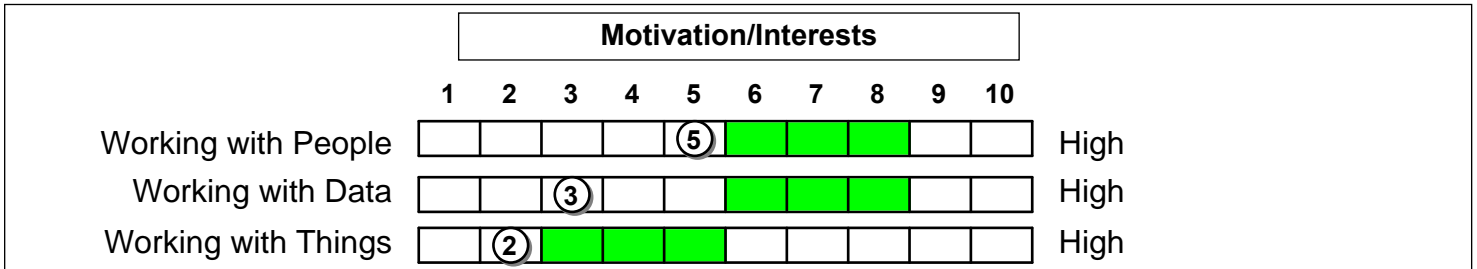 Motivation/Interests
1 2 3 4 5 6 7 8 9 10
Working with People 5 High
Working with Data 3 High
Working with Things 2 High